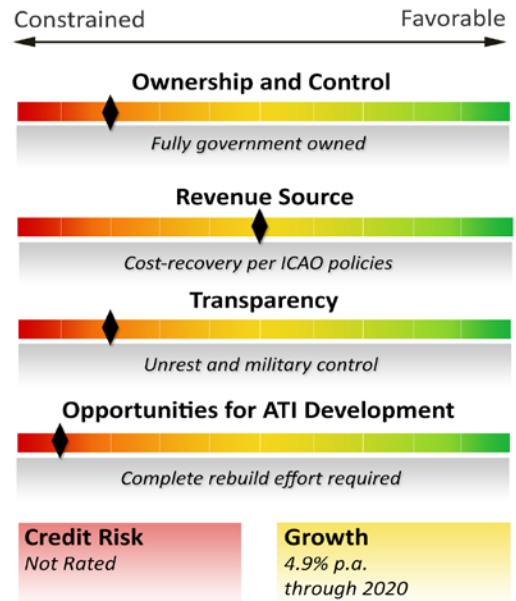 Constrained Favorable
Ownership and Control
Fully government owned
Revenue Source
Cost-recovery per ICAO policies
Transparency
Unrest and military control
Opportunities for ATI Development
Complete rebuild effort required
Credit Risk
Not Rated
Growth
4.9% p.a.
through 2020